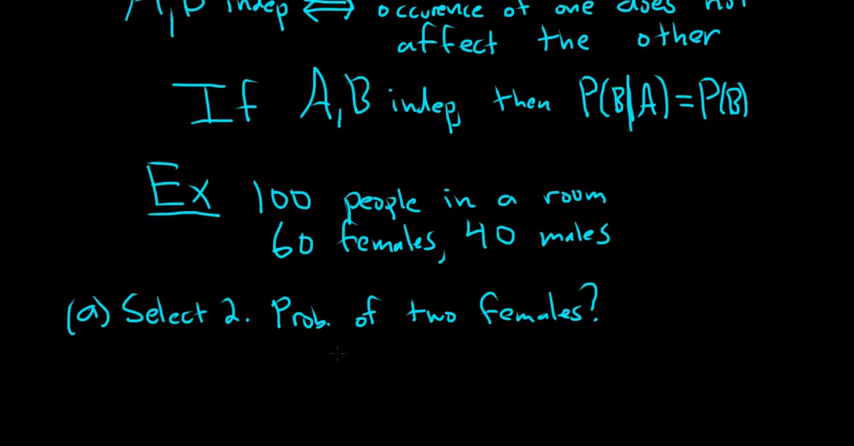 A,B indep ⟺ occurence of one does not
affect the other
If A,B indep, then P(B|A)=P(B)
Ex 100 people in a room
60 females, 40 males
(a) Select 2. Prob. of two females?